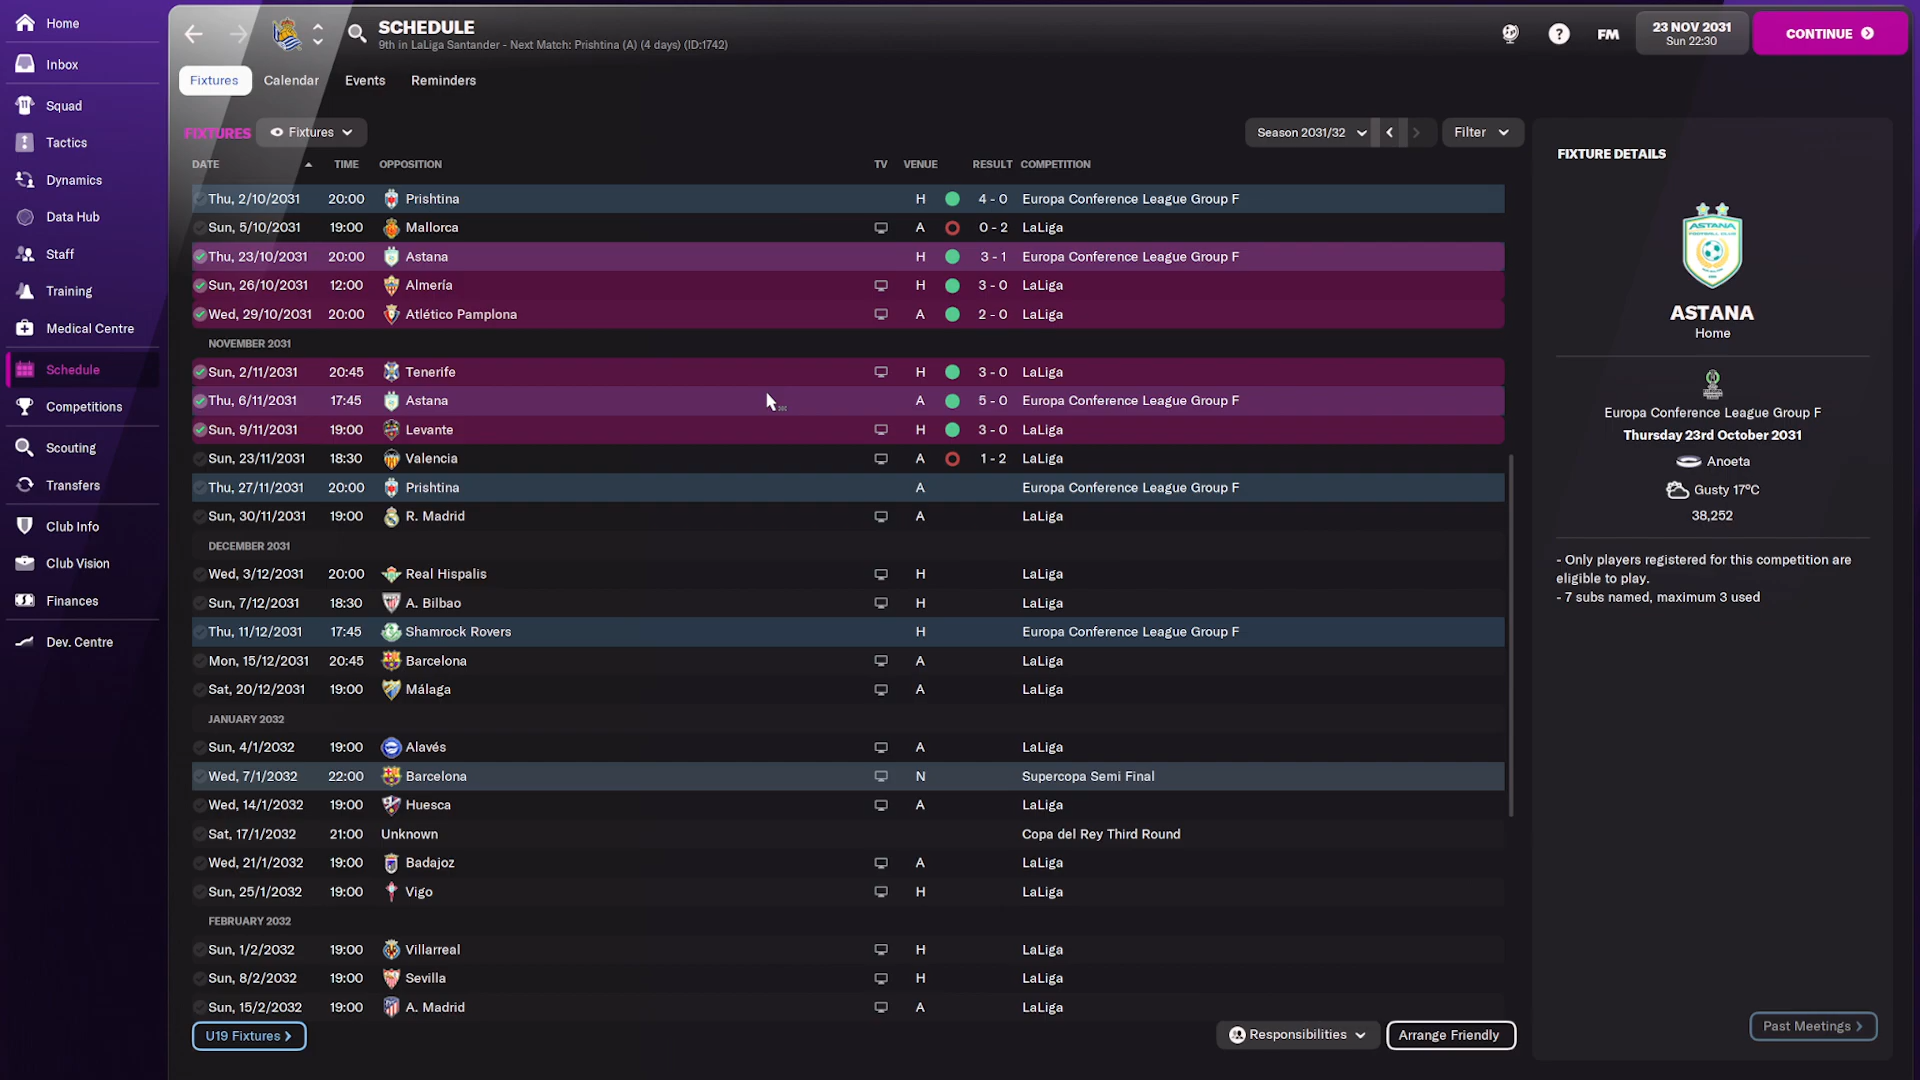 Home
Inbox
Squad
Tactics
Dynamics
Data Hub
Staff
Training
Medical Centre
Schedule
Competitions
Scouting
Transfers
Club Info
Club Vision
Finances
Dev. Centre
SCHEDULE
9th in LaLiga Santander - Next Match: Prishtina (A) (4 days) (ID:1742)
FM
23 NOV 2031
Sun 22:30
CONTINUE
Fixtures Calendar Events Reminders
FIXTURES Fixtures Season 2031/32 Filter
DATE TIME OPPOSITION TV VENUE RESULT COMPETITION
Thu, 2/10/2031 20:00 Prishtina H 4 - 0 Europa Conference League Group F
Sun, 5/10/2031 19:00 Mallorca A 0 - 2 LaLiga
Thu, 23/10/2031 20:00 Astana H 3 - 1 Europa Conference League Group F
Sun, 26/10/2031 12:00 Almería H 3 - 0 LaLiga
Wed, 29/10/2031 20:00 Atlético Pamplona A 2 - 0 LaLiga
NOVEMBER 2031
Sun, 2/11/2031 20:45 Tenerife H 3 - 0 LaLiga
Thu, 6/11/2031 17:45 Astana A 5 - 0 Europa Conference League Group F
Sun, 9/11/2031 19:00 Levante H 3 - 0 LaLiga
Sun, 23/11/2031 18:30 Valencia A 1 - 2 LaLiga
Thu, 27/11/2031 20:00 Prishtina A Europa Conference League Group F
Sun, 30/11/2031 19:00 R. Madrid A LaLiga
DECEMBER 2031
Wed, 3/12/2031 20:00 Real Hispalis H LaLiga
Sun, 7/12/2031 18:30 A. Bilbao H LaLiga
Thu, 11/12/2031 17:45 Shamrock Rovers H Europa Conference League Group F
Mon, 15/12/2031 20:45 Barcelona A LaLiga
Sat, 20/12/2031 19:00 Málaga A LaLiga
JANUARY 2032
Sun, 4/1/2032 19:00 Alavés A LaLiga
Wed, 7/1/2032 22:00 Barcelona N Supercopa Semi Final
Wed, 14/1/2032 19:00 Huesca A LaLiga
Sat, 17/1/2032 21:00 Unknown Copa del Rey Third Round
Wed, 21/1/2032 19:00 Badajoz A LaLiga
Sun, 25/1/2032 19:00 Vigo H LaLiga
FEBRUARY 2032
Sun, 1/2/2032 19:00 Villarreal H LaLiga
Sun, 8/2/2032 19:00 Sevilla H LaLiga
Sun, 15/2/2032 19:00 A. Madrid A LaLiga
U19 Fixtures Responsibilities Arrange Friendly
FIXTURE DETAILS
ASTANA
ASTANA
Home
Europa Conference League Group F
Thursday 23rd October 2031
Anoeta
Gusty 17°C
38,252
- Only players registered for this competition are
eligible to play.
- 7 subs named, maximum 3 used
Past Meetings